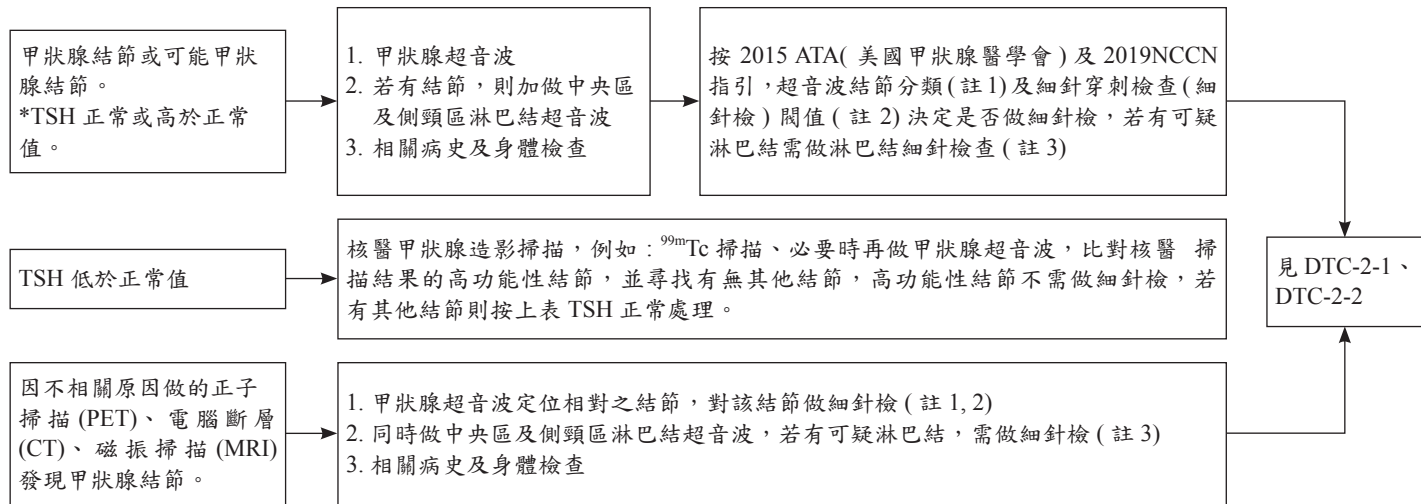 甲狀腺結節或可能甲狀
腺結節。
*TSH 正常或高於正常
值。
1. 甲狀腺超音波
2. 若有結節，則加做中央區
及側頸區淋巴結超音波
3. 相關病史及身體檢查
按 2015 ATA( 美國甲狀腺醫學會 ) 及 2019NCCN
指引，超音波結節分類 ( 註 1) 及細針穿刺檢查 ( 細
針檢 ) 閥值 ( 註 2) 決定是否做細針檢，若有可疑
淋巴結需做淋巴結細針檢查 ( 註 3)
TSH 低於正常值
核醫甲狀腺造影掃描，例如：99mTc 掃描、必要時再做甲狀腺超音波，比對核醫 掃
描結果的高功能性結節，並尋找有無其他結節，高功能性結節不需做細針檢，若
有其他結節則按上表 TSH 正常處理。
見 DTC-2-1、
DTC-2-2
因不相關原因做的正子
掃描 (PET)、電腦斷層
(CT)、磁振掃描 (MRI)
發現甲狀腺結節。
1. 甲狀腺超音波定位相對之結節，對該結節做細針檢 ( 註 1, 2)
2. 同時做中央區及側頸區淋巴結超音波，若有可疑淋巴結，需做細針檢 ( 註 3)
3. 相關病史及身體檢查